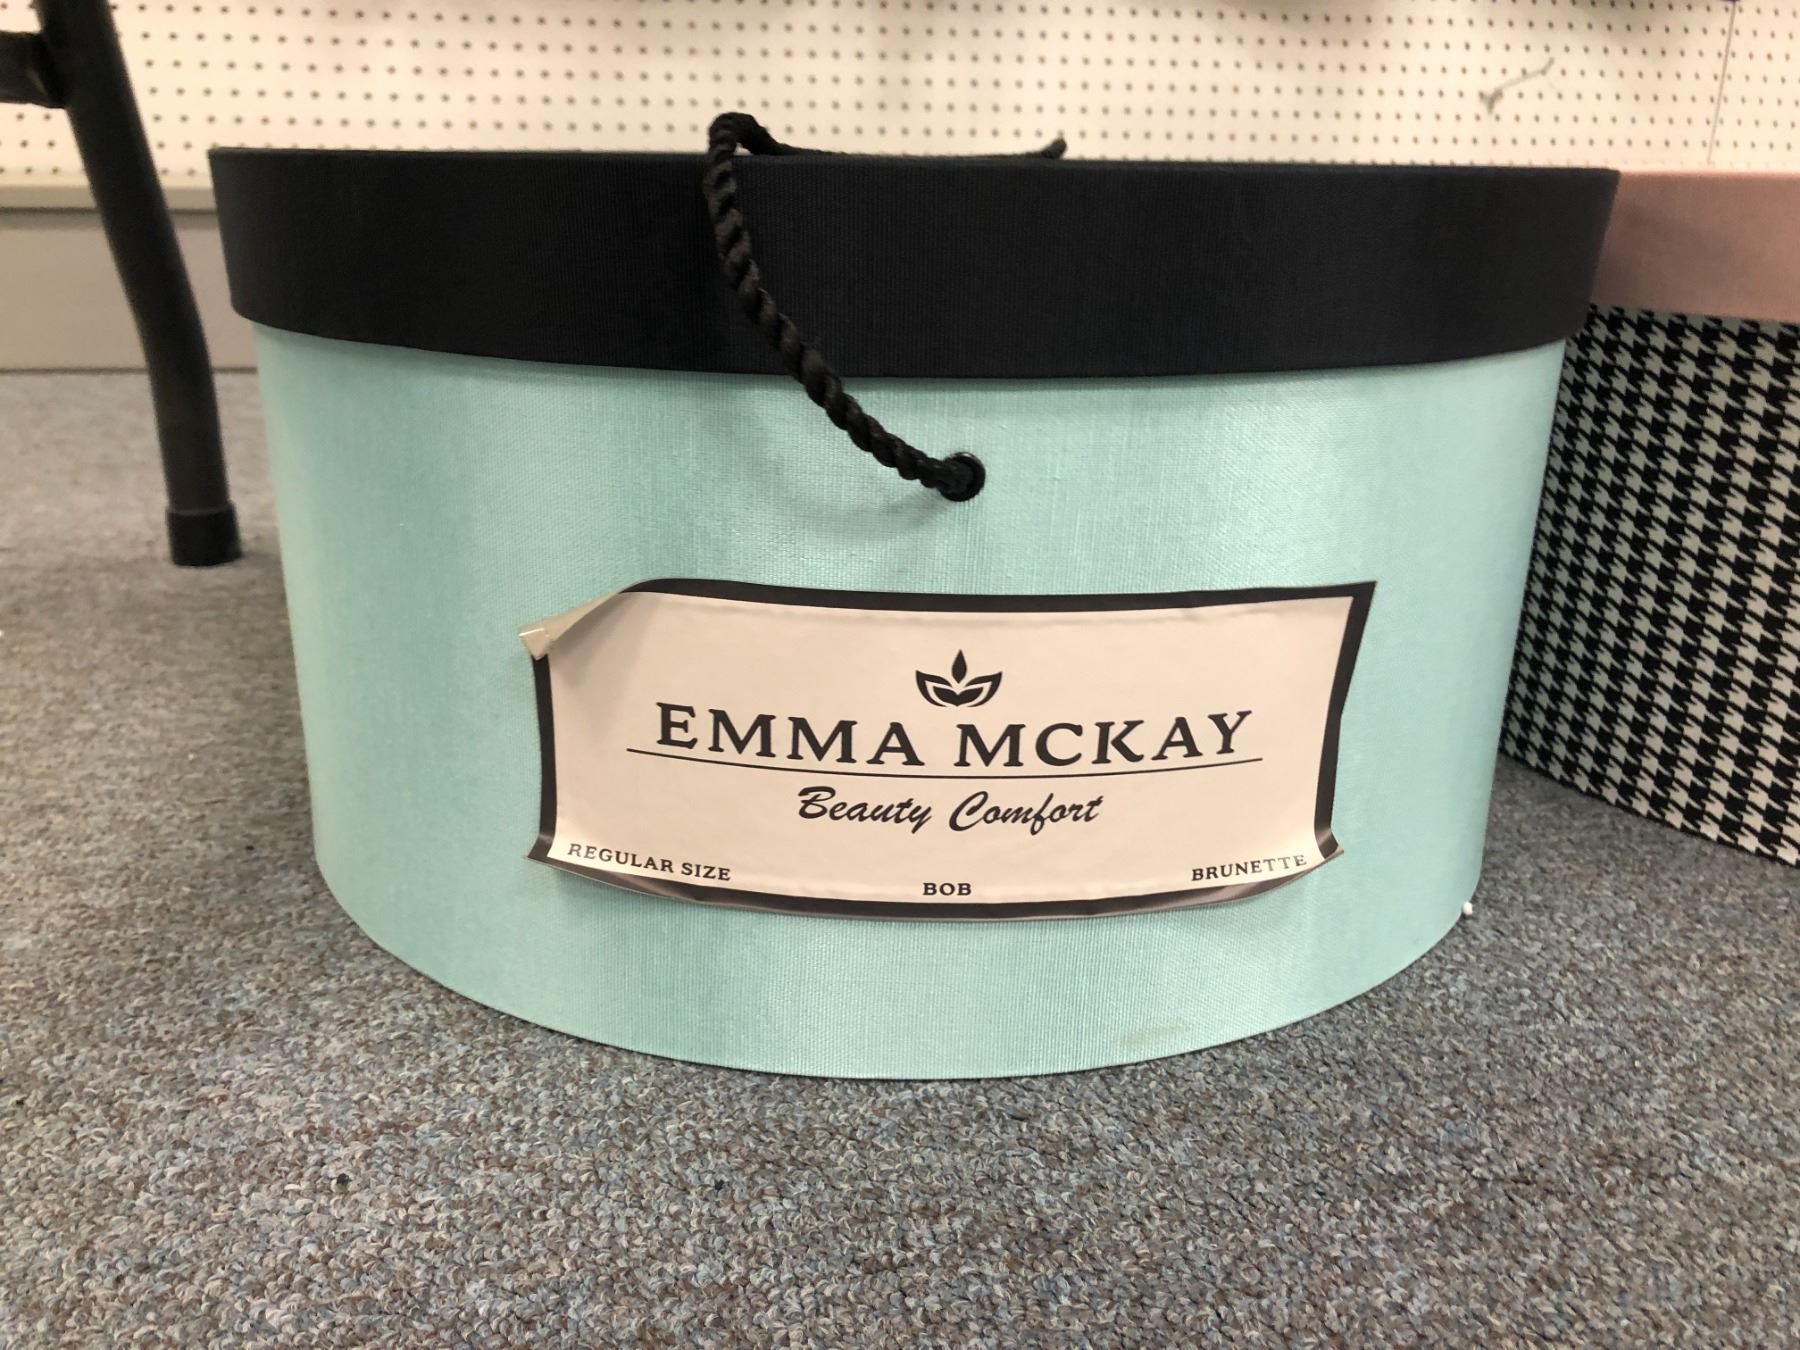 EMMA MCKAY
Beauty Comfort
REGULAR SIZE
BOB
BRUNETTE